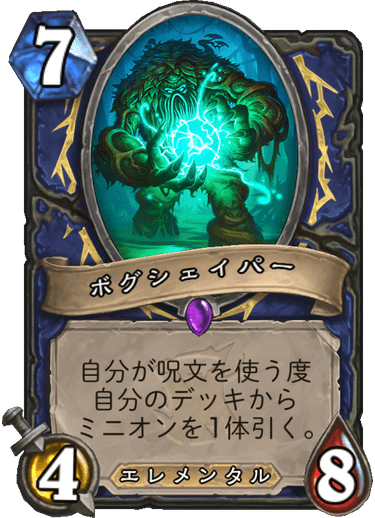 7
ボグシェイパー
自分が呪文を使う度
自分のデッキから
ミニオンを1体引く。
4
エレメンタル
8